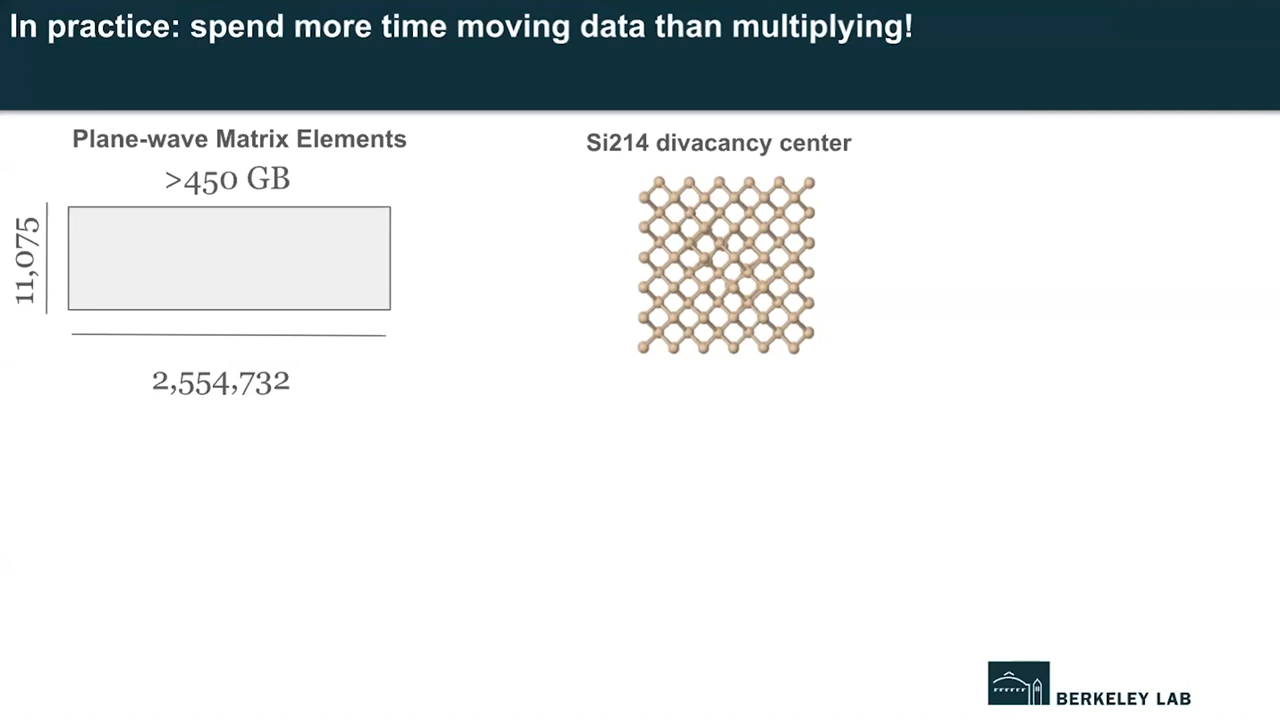 In practice: spend more time moving data than multiplying!
Plane-wave Matrix Elements
>450 GB
11,075
2,554,732
Si214 divacancy center
BERKELEY LAB